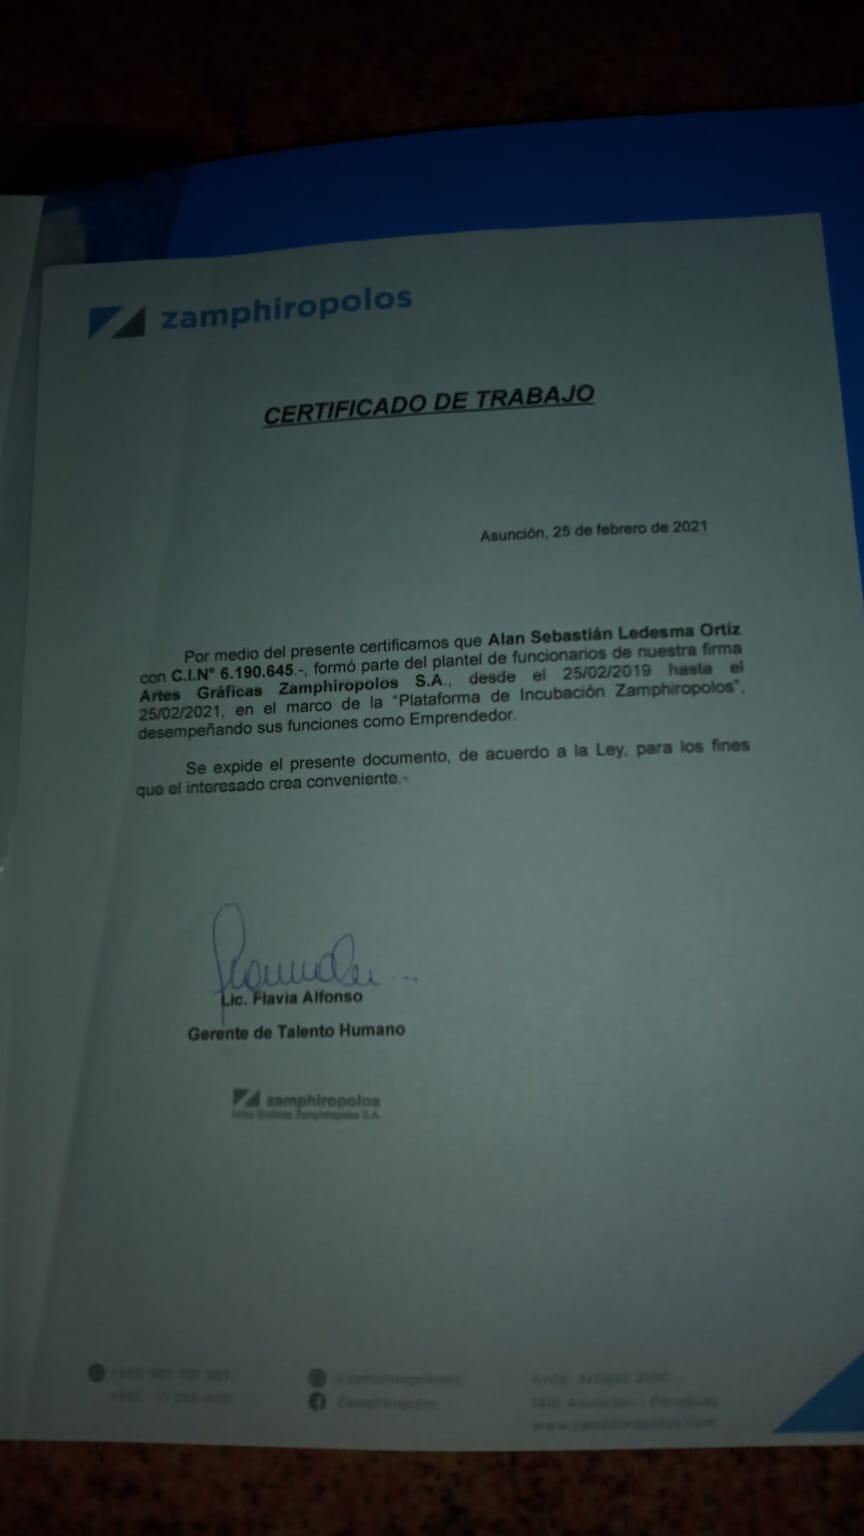 zamphiropolos
CERTIFICADO DE TRABAJO
Asunción, 25 de febrero de 2021
Por medio del presente certificamos que Alan Sebastián Ledesma Ortiz
con C.I.Nº 6.190.645.-, formó parte del plantel de funcionarios de nuestra firma
Artes Gráficas Zamphiropolos S.A., desde el 25/02/2019 hasta el
25/02/2021, en el marco de la "Plataforma de Incubación Zamphiropolos",
desempeñando sus funciones como Emprendedor.
Se expide el presente documento, de acuerdo a la Ley, para los fines
que el interesado crea conveniente.-
Lic. Flavia Alfonso
Gerente de Talento Humano
zamphiropolos
Artes Gráficas Zamphiropolos S.A.
Zamphiropolos
Avda. Artigas
Asunción - Paraguay
www.zamphiropolos.com